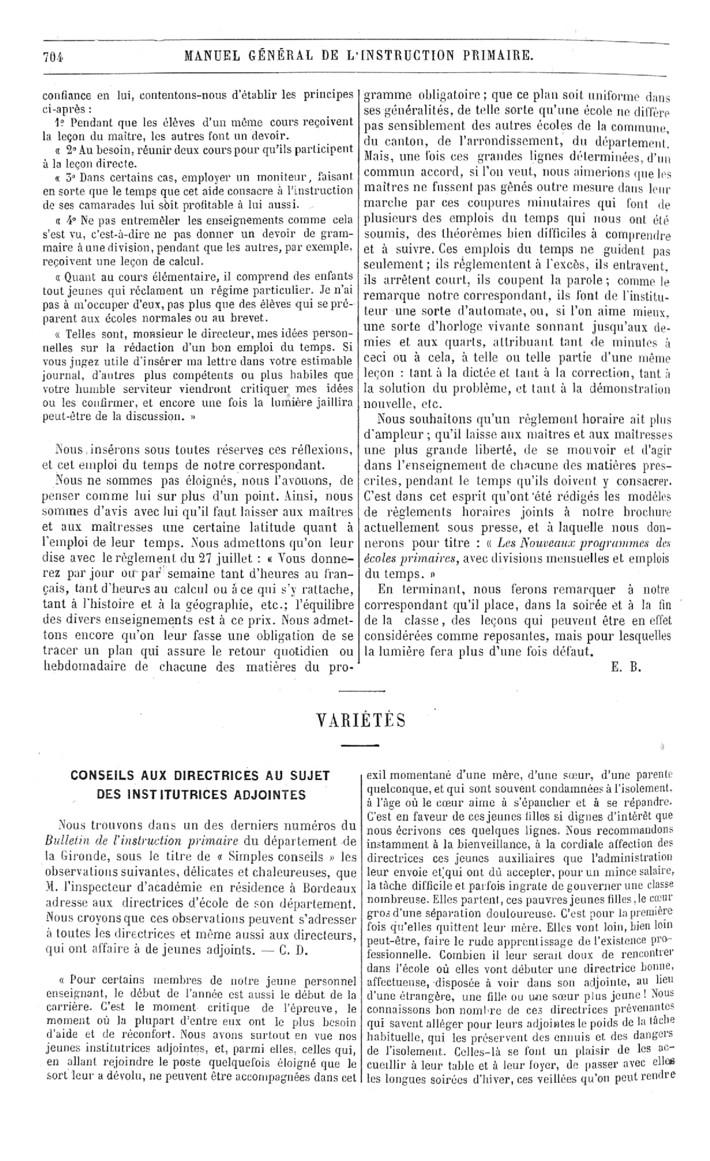 704
MANUEL GÉNÉRAL DE L'INSTRUCTION PRIMAIRE.
confiance en lui, contentons-nous d'établir les principes
ci-après :
1º Pendant que les élèves d'un même cours reçoivent
la leçon du maître, les autres font un devoir.
« 2º Au besoin, réunir deux cours pour qu'ils participent
à la leçon directe.
« 3º Dans certains cas, employer un moniteur, faisant
en sorte que le temps que cet aide consacre à l'instruction
de ses camarades lui soit profitable à lui aussi.
« 4º Ne pas entremêler les enseignements comme cela
s'est vu, c'est-à-dire ne pas donner un devoir de gram-
maire à une division, pendant que les autres, par exemple,
reçoivent une leçon de calcul.
« Quant au cours élémentaire, il comprend des enfants
tout jeunes qui réclament un régime particulier. Je n'ai
pas à m'occuper d'eux, pas plus que des élèves qui se pré-
parent aux écoles normales ou au brevet.
« Telles sont, monsieur le directeur, mes idées person-
nelles sur la rédaction d'un bon emploi du temps. Si
vous jugez utile d'insérer ma lettre dans votre estimable
journal, d'autres plus compétents ou plus habiles que
votre humble serviteur viendront critiquer mes idées
ou les confirmer, et encore une fois la lumière jaillira
peut-être de la discussion. »
Nous insérons sous toutes réserves ces réflexions,
et cet emploi du temps de notre correspondant.
Nous ne sommes pas éloignés, nous l'avouons, de
penser comme lui sur plus d'un point. Ainsi, nous
sommes d'avis avec lui qu'il faut laisser aux maîtres
et aux maîtresses une certaine latitude quant à
l'emploi de leur temps. Nous admettons qu'on leur
dise avec le règlement du 27 juillet : « Vous donne-
rez par jour ou par semaine tant d'heures au fran-
çais, tant d'heures au calcul ou à ce qui s'y rattache,
tant à l'histoire et à la géographie, etc.; l'équilibre
des divers enseignements est à ce prix. Nous admet-
tons encore qu'on leur fasse une obligation de se
tracer un plan qui assure le retour quotidien ou
hebdomadaire de chacune des matières du pro-
gramme obligatoire ; que ce plan soit uniforme dans
ses généralités, de telle sorte qu'une école ne diffère
pas sensiblement des autres écoles de la commune,
du canton, de l'arrondissement, du département.
Mais, une fois ces grandes lignes déterminées, d'un
commun accord, si l'on veut, nous aimerions que les
maîtres ne fussent pas gênés outre mesure dans leur
marche par ces coupures minutaires qui font de
plusieurs des emplois du temps qui nous ont été
soumis, des théorèmes bien difficiles à comprendre
et à suivre. Ces emplois du temps ne guident pas
seulement ; ils réglementent à l'excès, ils entravent,
ils arrêtent court, ils coupent la parole ; comme le
remarque notre correspondant, ils font de l'institu-
teur une sorte d'automate, ou, si l'on aime mieux,
une sorte d'horloge vivante sonnant jusqu'aux de-
mies et aux quarts, attribuant tant de minutes à
ceci ou à cela, à telle ou telle partie d'une même
leçon : tant à la dictée et tant à la correction, tant à
la solution du problème, et tant à la démonstration
nouvelle, etc.
Nous souhaitons qu'un règlement horaire ait plus
d'ampleur ; qu'il laisse aux maîtres et aux maîtresses
une plus grande liberté, de se mouvoir et d'agir
dans l'enseignement de chacune des matières pres-
crites, pendant le temps qu'ils doivent y consacrer.
C'est dans cet esprit qu'ont été rédigés les modèles
de règlements horaires joints à notre brochure
actuellement sous presse, et à laquelle nous don-
nerons pour titre : « Les Nouveaux programmes des
écoles primaires, avec divisions mensuelles et emplois
du temps. »
En terminant, nous ferons remarquer à notre
correspondant qu'il place, dans la soirée et à la fin
de la classe, des leçons qui peuvent être en effet
considérées comme reposantes, mais pour lesquelles
la lumière fera plus d'une fois défaut.
E. B.
VARIÉTÉS
CONSEILS AUX DIRECTRICES AU SUJET
DES INSTITUTRICES ADJOINTES
Nous trouvons dans un des derniers numéros du
Bulletin de l'instruction primaire du département de
la Gironde, sous le titre de « Simples conseils » les
observations suivantes, délicates et chaleureuses, que
M. l'inspecteur d'académie en résidence à Bordeaux
adresse aux directrices d'école de son département.
Nous croyons que ces observations peuvent s'adresser
à toutes les directrices et même aussi aux directeurs,
qui ont affaire à de jeunes adjoints. — C. D.
« Pour certains membres de notre jeune personnel
enseignant, le début de l'année est aussi le début de la
carrière. C'est le moment critique de l'épreuve, le
moment où la plupart d'entre eux ont le plus besoin
d'aide et de réconfort. Nous avons surtout en vue nos
jeunes institutrices adjointes, et, parmi elles, celles qui,
en allant rejoindre le poste quelquefois éloigné que le
sort leur a dévolu, ne peuvent être accompagnées dans cet
exil momentané d'une mère, d'une sœur, d'une parente
quelconque, et qui sont souvent condamnées à l'isolement,
à l'âge où le cœur aime à s'épancher et à se répandre.
C'est en faveur de ces jeunes filles si dignes d'intérêt que
nous écrivons ces quelques lignes. Nous recommandons
instamment à la bienveillance, à la cordiale affection des
directrices ces jeunes auxiliaires que l'administration
leur envoie et qui ont dû accepter, pour un mince salaire,
la tâche difficile et parfois ingrate de gouverner une classe
nombreuse. Elles partent, ces pauvres jeunes filles, le cœur
gros d'une séparation douloureuse. C'est pour la première
fois qu'elles quittent leur mère. Elles vont loin, bien loin
peut-être, faire le rude apprentissage de l'existence pro-
fessionnelle. Combien il leur serait doux de rencontrer
dans l'école où elles vont débuter une directrice bonne,
affectueuse, disposée à voir dans son adjointe, au lieu
d'une étrangère, une fille ou une sœur plus jeune ! Nous
connaissons bon nombre de ces directrices prévenantes
qui savent alléger pour leurs adjointes le poids de la tâche
habituelle, qui les préservent des ennuis et des dangers
de l'isolement. Celles-là se font un plaisir de les ac-
cueillir à leur table et à leur foyer, de passer avec elles
les longues soirées d'hiver, ces veillées qu'on peut rendre